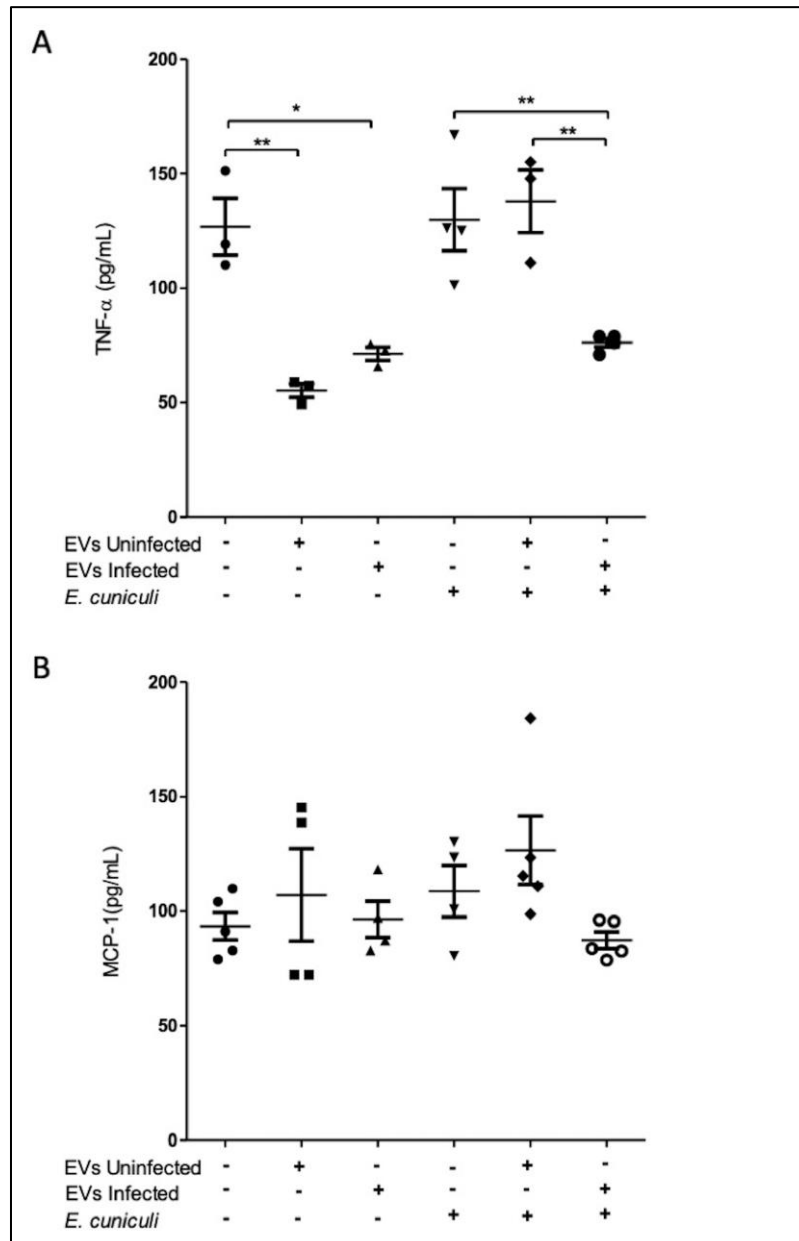 A
200
**
*
**
**
150
TNF-α (pg/mL)
100
50
0
EVs Uninfected - + - - + -
EVs Infected - - + - - +
E. cuniculi - - - + + +
B
200
150
MCP-1(pg/mL)
100
50
0
EVs Uninfected - + - - + -
EVs Infected - - + - - +
E. cuniculi - - - + + +